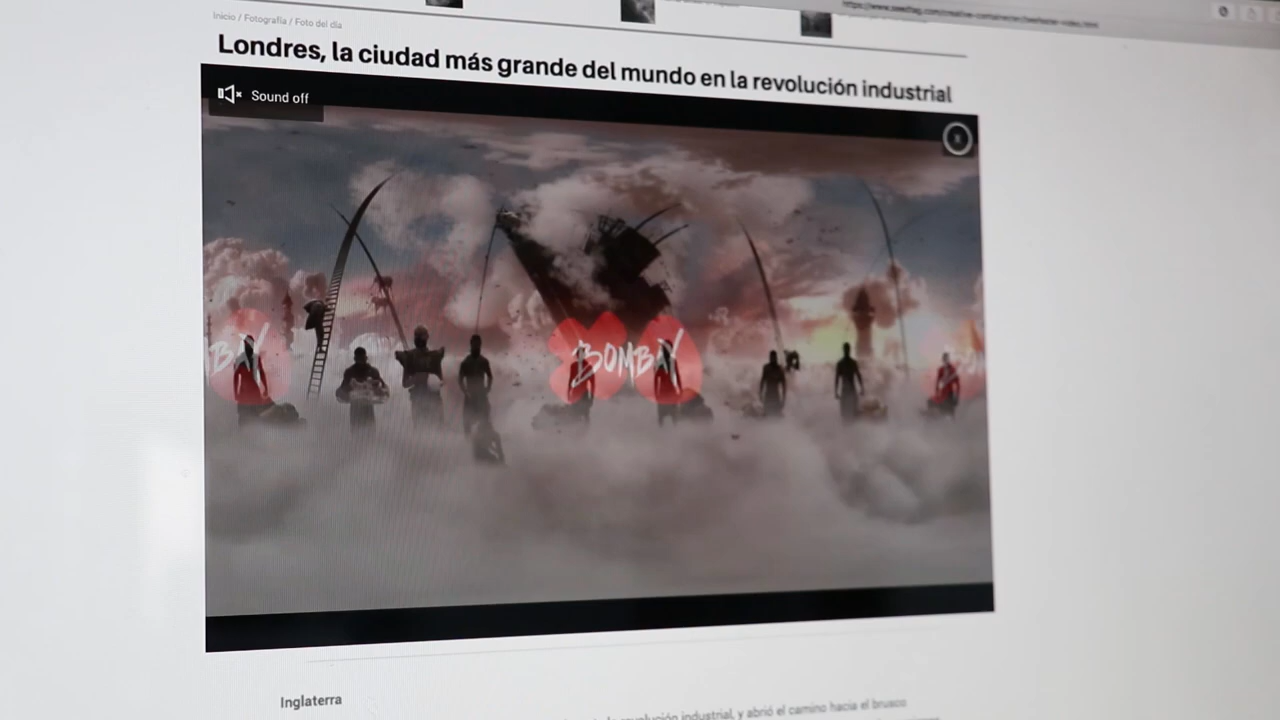 Inicio / Fotografía / Foto del día
Londres, la ciudad más grande del mundo en la revolución industrial
Sound off
BAY
BOMBAY
Inglaterra
revolución industrial, y abrió el camino hacia el brusco